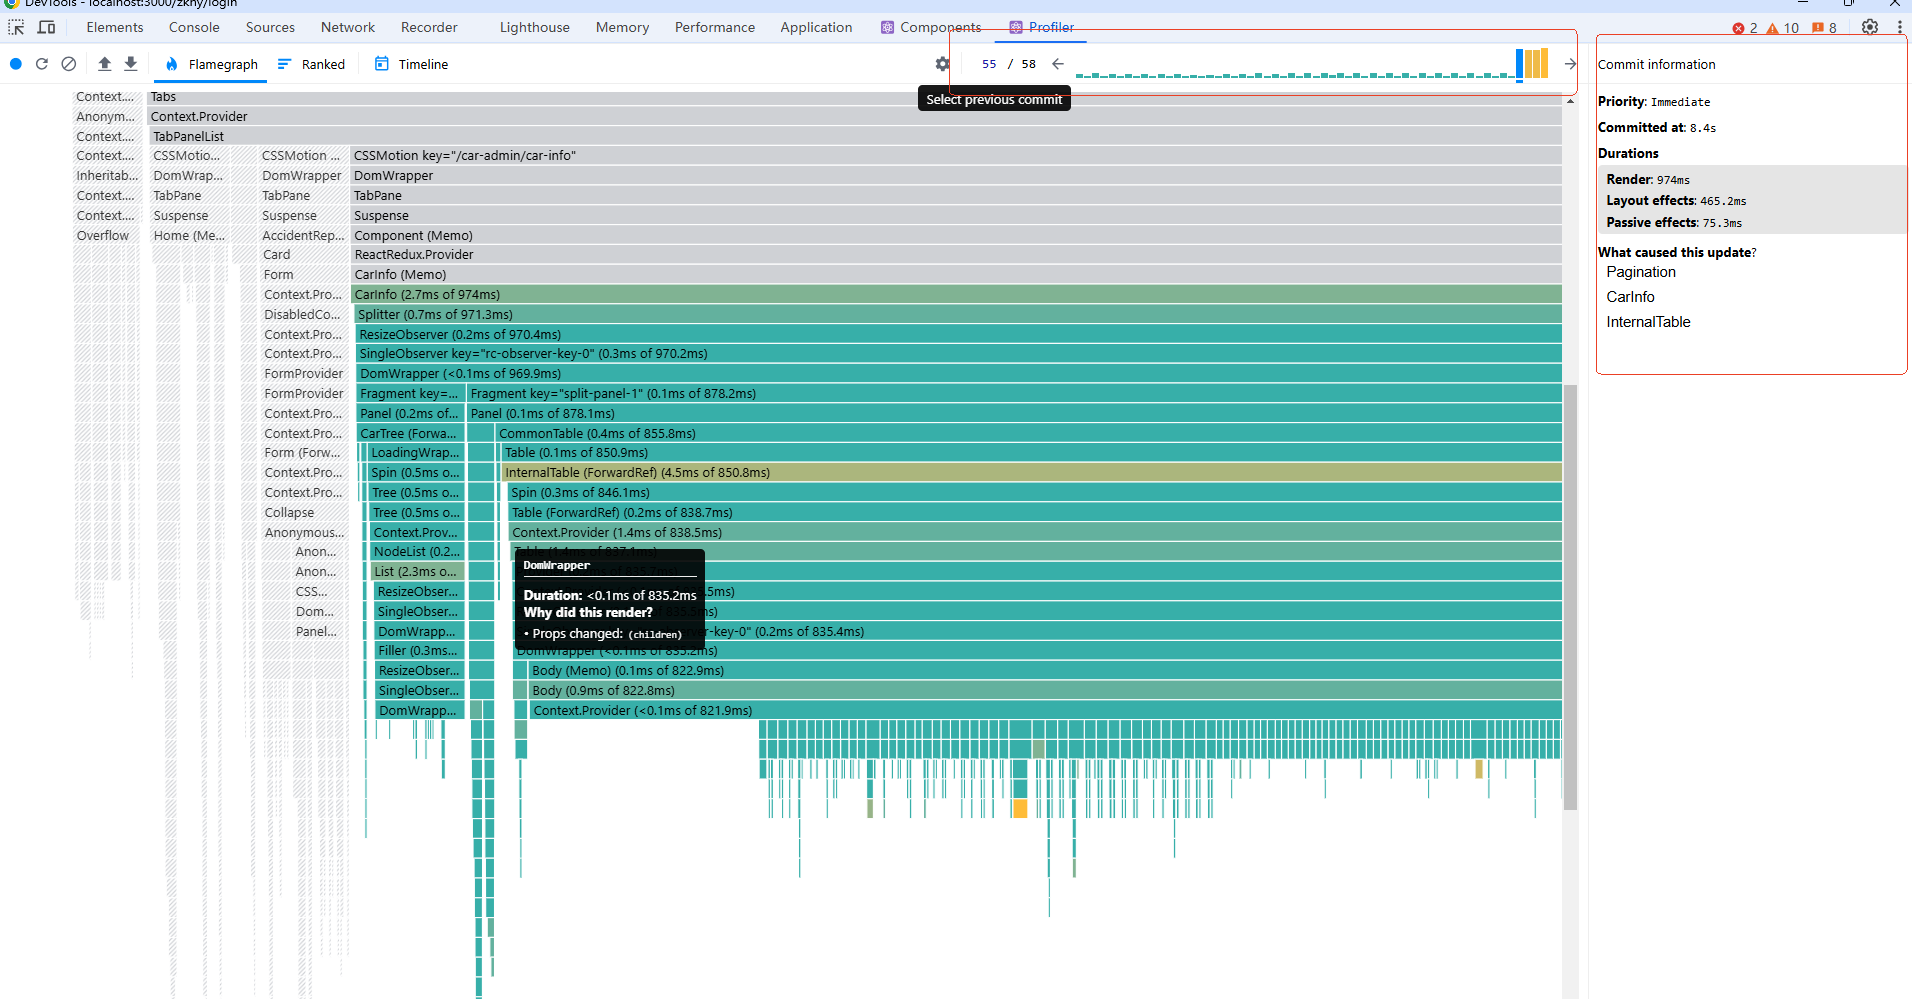 DevTools - localhost:3000/zkhy/login
Elements Console Sources Network Recorder Lighthouse Memory Performance Application Components Profiler 2 10 8
Flamegraph Ranked Timeline 55 / 58
Select previous commit
Commit information
Priority: Immediate
Committed at: 8.4s
Durations
Render: 974ms
Layout effects: 465.2ms
Passive effects: 75.3ms
What caused this update?
Pagination
CarInfo
InternalTable
Context.... Tabs
Anonym... Context.Provider
Context.... TabPanelList
Context.... CSSMotio... CSSMotion ... CSSMotion key="/car-admin/car-info"
Inheritab... DomWrap... DomWrapper DomWrapper
Context.... TabPane TabPane TabPane
Context.... Suspense Suspense Suspense
Overflow Home (Me... AccidentRep... Component (Memo)
Card ReactRedux.Provider
Form CarInfo (Memo)
Context.Pro... CarInfo (2.7ms of 974ms)
DisabledCo... Splitter (0.7ms of 971.3ms)
Context.Pro... ResizeObserver (0.2ms of 970.4ms)
Context.Pro... SingleObserver key="rc-observer-key-0" (0.3ms of 970.2ms)
FormProvider DomWrapper (<0.1ms of 969.9ms)
FormProvider Fragment key=... Fragment key="split-panel-1" (0.1ms of 878.2ms)
Context.Pro... Panel (0.2ms of... Panel (0.1ms of 878.1ms)
Context.Pro... CarTree (Forwa... CommonTable (0.4ms of 855.8ms)
Form (Forw... LoadingWrap... Table (0.1ms of 850.9ms)
Context.Pro... Spin (0.5ms o... InternalTable (ForwardRef) (4.5ms of 850.8ms)
Context.Pro... Tree (0.5ms o... Spin (0.3ms of 846.1ms)
Collapse Tree (0.5ms o... Table (ForwardRef) (0.2ms of 838.7ms)
Anonymous... Context.Prov... Context.Provider (1.4ms of 838.5ms)
Anon... NodeList (0.2... Table (1.4ms of 837.1ms)
Anon... List (2.3ms o...
CSS... ResizeObser...
Dom... SingleObser...
Panel... DomWrapp... -key-0" (0.2ms of 835.4ms)
Filler (0.3ms... DomWrapper (<0.1ms of 835.2ms)
ResizeObser... Body (Memo) (0.1ms of 822.9ms)
SingleObser... Body (0.9ms of 822.8ms)
DomWrapp... Context.Provider (<0.1ms of 821.9ms)
DomWrapper
Duration: <0.1ms of 835.2ms
Why did this render?
• Props changed: (children)